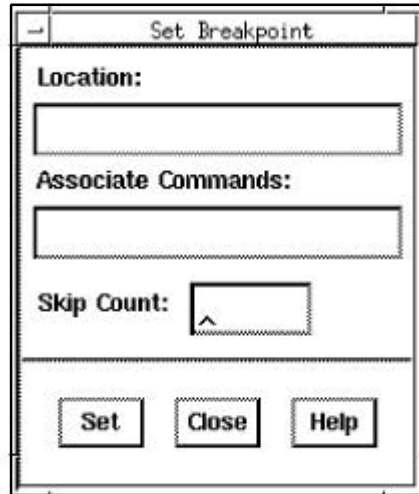 Set Breakpoint
Location:
Associate Commands:
Skip Count:
Set Close Help